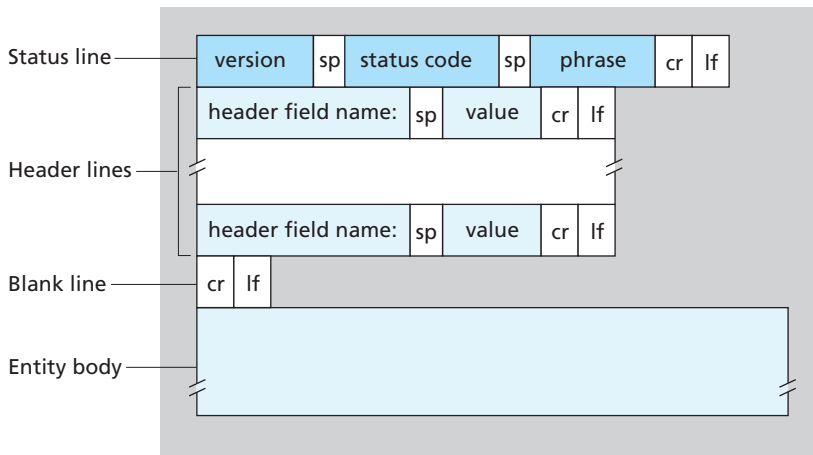 Status line
version sp status code sp phrase cr lf
header field name: sp value cr lf
Header lines
header field name: sp value cr lf
Blank line
cr lf
Entity body